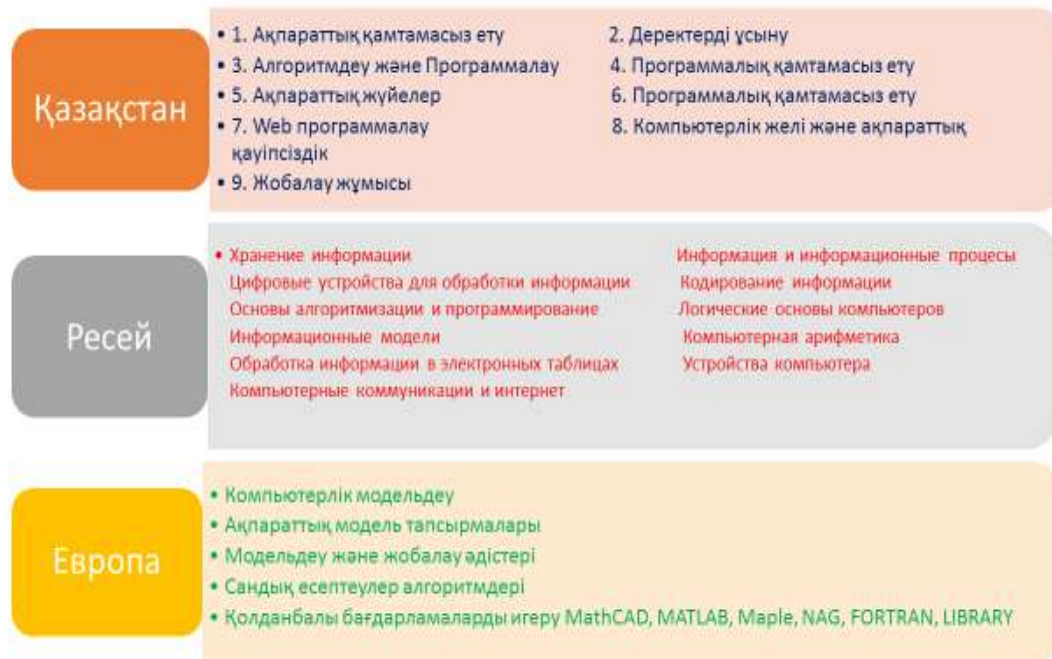 Қазақстан
• 1. Ақпараттық қамтамасыз ету 2. Деректерді ұсыну
• 3. Алгоритмдеу және Программалау 4. Программалық қамтамасыз ету
• 5. Ақпараттық жүйелер 6. Программалық қамтамасыз ету
• 7. Web программалау 8. Компьютерлік желі және ақпараттық
қауіпсіздік
• 9. Жобалау жұмысы
Ресей
• Хранение информации Информация и информационные процесы
Цифровые устройства для обработки информации Кодирование информации
Основы алгоритмизации и программирование Логические основы компьютеров
Информационные модели Компьютерная арифметика
Обработка информации в электронных таблицах Устройства компьютера
Компьютерные коммуникации и интернет
Европа
• Компьютерлік модельдеу
• Ақпараттық модель тапсырмалары
• Модельдеу және жобалау әдістері
• Сандық есептеулер алгоритмдері
• Қолданбалы бағдарламаларды игеру MathCAD, MATLAB, Maple, NAG, FORTRAN, LIBRARY